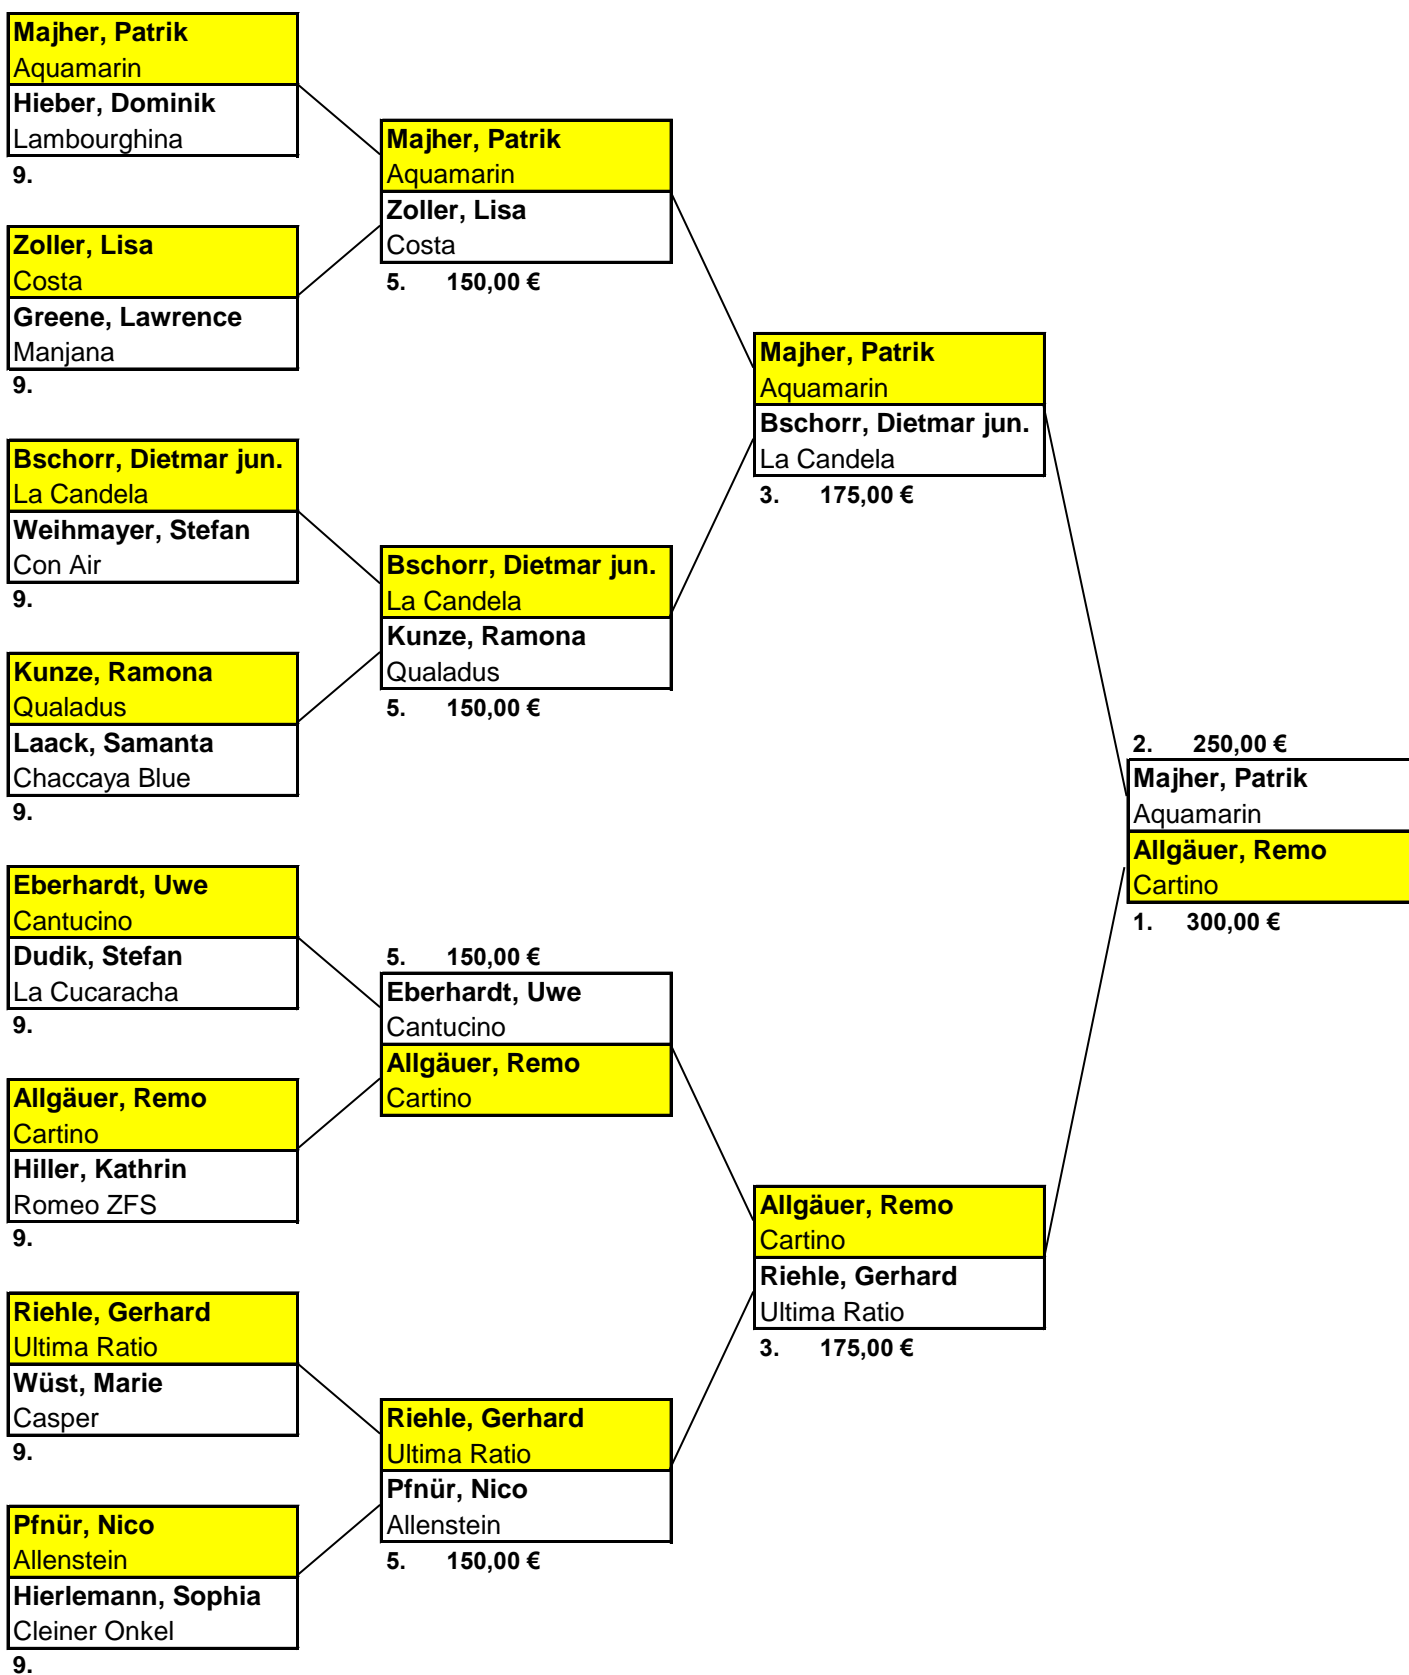 Majher, Patrik
Aquamarin
Hieber, Dominik
Lambourghina
9.
Zoller, Lisa
Costa
Greene, Lawrence
Manjana
9.
Bschorr, Dietmar jun.
La Candela
Weihmayer, Stefan
Con Air
9.
Kunze, Ramona
Qualadus
Laack, Samanta
Chaccaya Blue
9.
Eberhardt, Uwe
Cantucino
Dudik, Stefan
La Cucaracha
9.
Allgäuer, Remo
Cartino
Hiller, Kathrin
Romeo ZFS
9.
Riehle, Gerhard
Ultima Ratio
Wüst, Marie
Casper
9.
Pfnür, Nico
Allenstein
Hierlemann, Sophia
Cleiner Onkel
9.
Majher, Patrik
Aquamarin
Zoller, Lisa
Costa
5. 150,00 €
Bschorr, Dietmar jun.
La Candela
Kunze, Ramona
Qualadus
5. 150,00 €
5. 150,00 €
Eberhardt, Uwe
Cantucino
Allgäuer, Remo
Cartino
Riehle, Gerhard
Ultima Ratio
Pfnür, Nico
Allenstein
5. 150,00 €
Majher, Patrik
Aquamarin
Bschorr, Dietmar jun.
La Candela
3. 175,00 €
Allgäuer, Remo
Cartino
Riehle, Gerhard
Ultima Ratio
3. 175,00 €
2. 250,00 €
Majher, Patrik
Aquamarin
Allgäuer, Remo
Cartino
1. 300,00 €